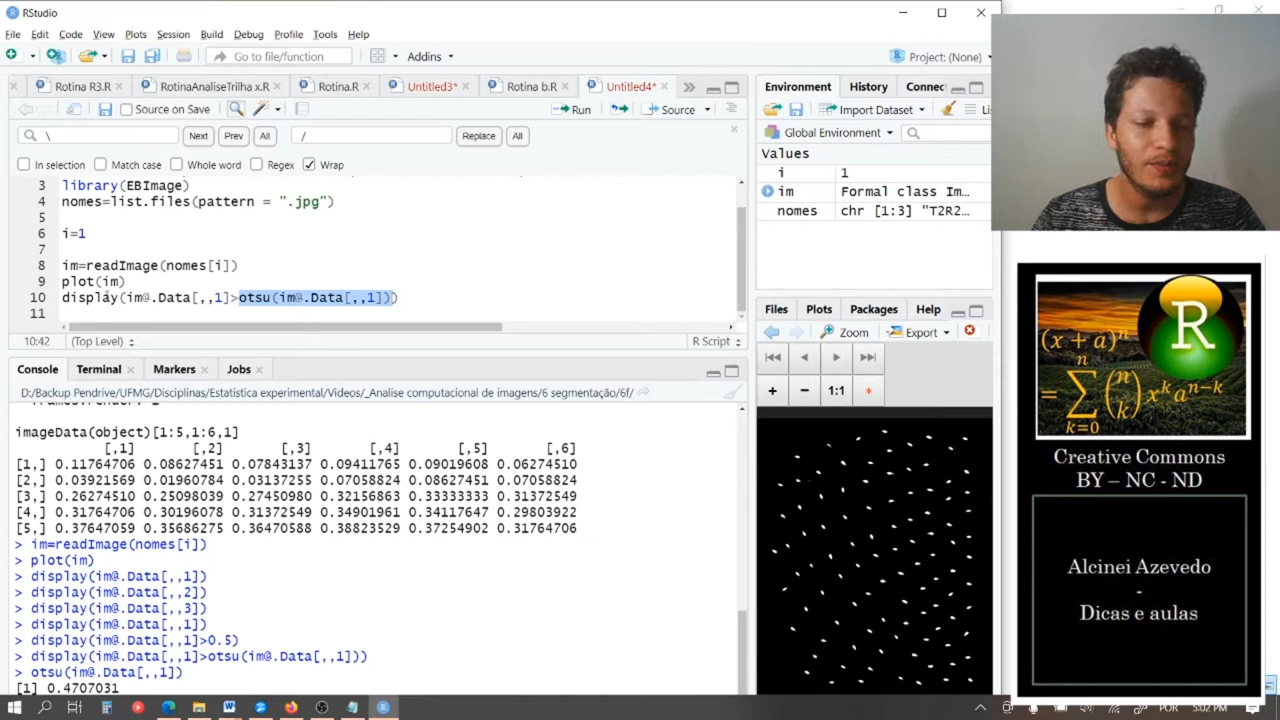 RStudio
File Edit Code View Plots Session Build Debug Profile Tools Help
Go to file/function
Addins
Project: (None)
Rotina R3.R
RotinaAnaliseTrilha x.R
Rotina.R
Untitled3*
Rotina b.R
Untitled4*
Source on Save
Run
Source
\
Next
Prev
All
/
Replace
All
In selection
Match case
Whole word
Regex
Wrap
3 library(EBImage)
4 nomes=list.files(pattern = ".jpg")
5
6 i=1
7
8 im=readImage(nomes[i])
9 plot(im)
10 display(im@.Data[,,1]>otsu(im@.Data[,,1]))
11
10:42 (Top Level) R Script
Console Terminal Markers Jobs
D:/Backup Pendrive/UFMG/Disciplinas/Estatística experimental/Videos/_Analise computacional de imagens/6 segmentação/6f/
imageData(object)[1:5,1:6,1]
[,1] [,2] [,3] [,4] [,5] [,6]
[1,] 0.11764706 0.08627451 0.07843137 0.09411765 0.09019608 0.06274510
[2,] 0.03921569 0.01960784 0.03137255 0.07058824 0.08627451 0.07058824
[3,] 0.26274510 0.25098039 0.27450980 0.32156863 0.33333333 0.31372549
[4,] 0.31764706 0.30196078 0.31372549 0.34901961 0.34117647 0.29803922
[5,] 0.37647059 0.35686275 0.36470588 0.38823529 0.37254902 0.31764706
> im=readImage(nomes[i])
> plot(im)
> display(im@.Data[,,1])
> display(im@.Data[,,2])
> display(im@.Data[,,3])
> display(im@.Data[,,1])
> display(im@.Data[,,1]>0.5)
> display(im@.Data[,,1]>otsu(im@.Data[,,1]))
> otsu(im@.Data[,,1])
[1] 0.4707031
Environment History Connec
Import Dataset
Li
Global Environment
Values
i 1
im Formal class Im…
nomes chr [1:3] "T2R2…
Files Plots Packages Help
Zoom Export
+ − 1:1 *
R
(x + a)^n
= ∑ (n k) x^k a^{n-k}
n
k=0
Creative Commons
BY – NC - ND
Alcinei Azevedo
-
Dicas e aulas
POR 5:02 PM